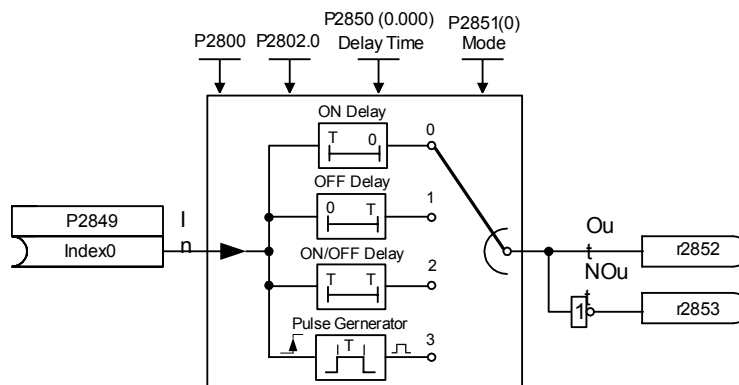 P2800
P2802.0
P2850 (0.000)
Delay Time
P2851(0)
Mode
ON Delay
T 0
0
OFF Delay
0 T
1
ON/OFF Delay
T T
2
Pulse Gernerator
T
3
P2849
Index0
I
n
Ou
t
NOu
t
1
r2852
r2853